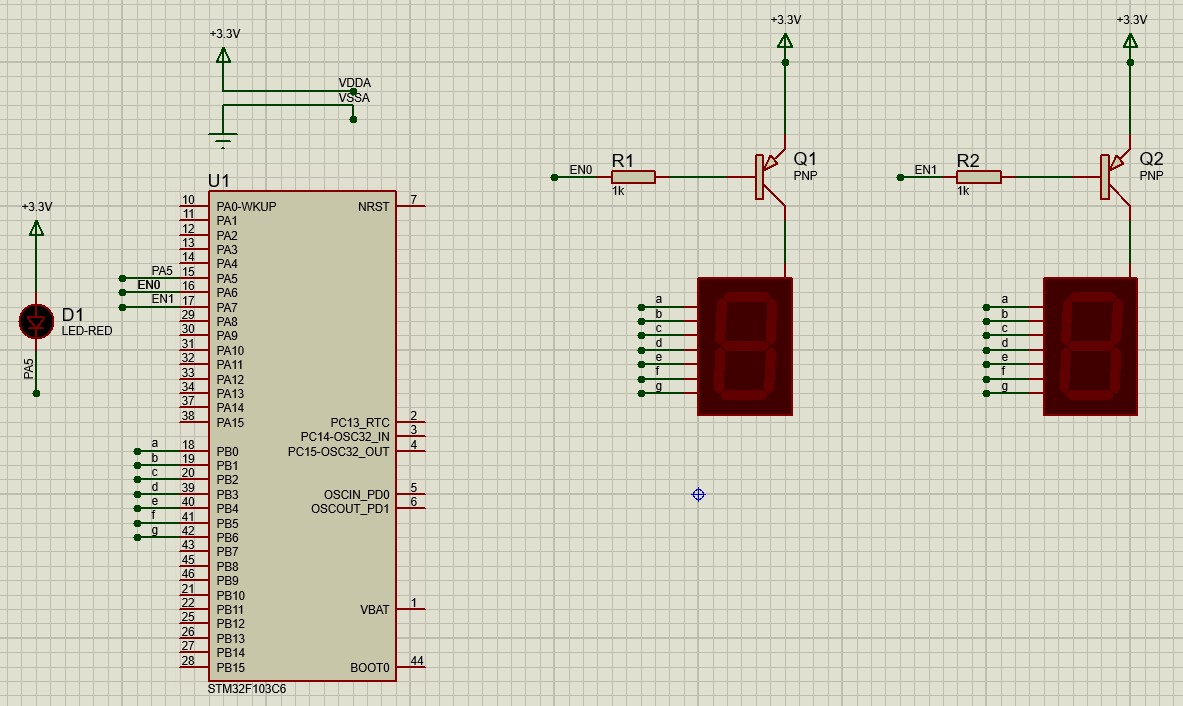 +3.3V
VDDA
VSSA
+3.3V
D1
LED-RED
PA5
U1
10 PA0-WKUP
11 PA1
12 PA2
13 PA3
14 PA4
PA5 15 PA5
EN0 16 PA6
EN1 17 PA7
29 PA8
30 PA9
31 PA10
32 PA11
33 PA12
34 PA13
37 PA14
38 PA15
a 18 PB0
b 19 PB1
c 20 PB2
d 39 PB3
e 40 PB4
f 41 PB5
g 42 PB6
43 PB7
45 PB8
46 PB9
21 PB10
22 PB11
25 PB12
26 PB13
27 PB14
28 PB15
NRST 7
PC13_RTC 2
PC14-OSC32_IN 3
PC15-OSC32_OUT 4
OSCIN_PD0 5
OSCOUT_PD1 6
VBAT 1
BOOT0 44
STM32F103C6
+3.3V
EN0
R1
1k
Q1
PNP
a
b
c
d
e
f
g
+3.3V
EN1
R2
1k
Q2
PNP
a
b
c
d
e
f
g